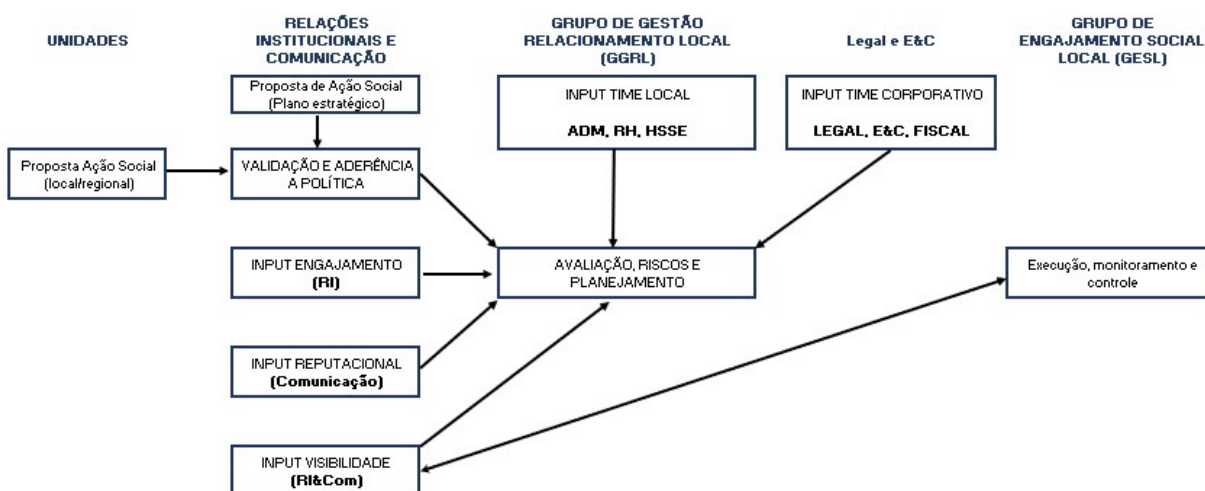 UNIDADES
RELAÇÕES
INSTITUCIONAIS E
COMUNICAÇÃO
GRUPO DE GESTÃO
RELACIONAMENTO LOCAL
(GGRL)
Legal e E&C
GRUPO DE
ENGAJAMENTO SOCIAL
LOCAL (GESL)
Proposta de Ação Social
(Plano estratégico)
INPUT TIME LOCAL
ADM, RH, HSSE
INPUT TIME CORPORATIVO
LEGAL, E&C, FISCAL
Proposta Ação Social
(local/regional)
VALIDAÇÃO E ADERÊNCIA
A POLÍTICA
INPUT ENGAJAMENTO
(RI)
AVALIAÇÃO, RISCOS E
PLANEJAMENTO
Execução, monitoramento e
controle
INPUT REPUTACIONAL
(Comunicação)
INPUT VISIBILIDADE
(RI&Com)